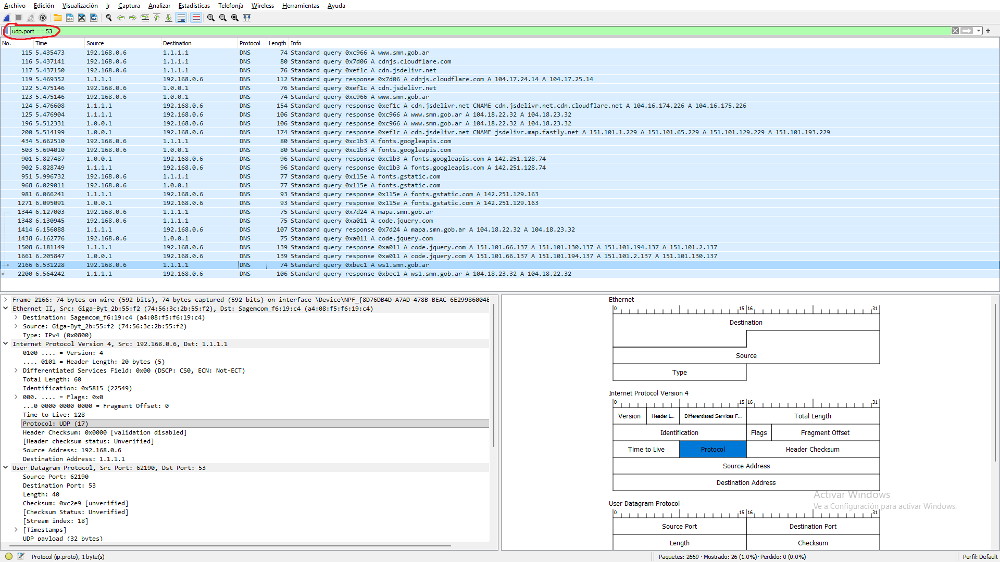 Archivo Edición Visualización Ir Captura Analizar Estadísticas Telefonía Wireless Herramientas Ayuda
udp.port == 53
No. Time Source Destination Protocol Length Info
115 5.435473 192.168.0.6 1.1.1.1 DNS 74 Standard query 0xc966 A www.smn.gob.ar
116 5.437141 192.168.0.6 1.1.1.1 DNS 80 Standard query 0x7d06 A cdnjs.cloudflare.com
117 5.437150 192.168.0.6 1.1.1.1 DNS 76 Standard query 0xef1c A cdn.jsdelivr.net
119 5.469352 1.1.1.1 192.168.0.6 DNS 112 Standard query response 0x7d06 A cdnjs.cloudflare.com A 104.17.24.14 A 104.17.25.14
122 5.475146 192.168.0.6 1.0.0.1 DNS 76 Standard query 0xef1c A cdn.jsdelivr.net
123 5.475146 192.168.0.6 1.0.0.1 DNS 74 Standard query 0xc966 A www.smn.gob.ar
124 5.476608 1.1.1.1 192.168.0.6 DNS 154 Standard query response 0xef1c A cdn.jsdelivr.net CNAME cdn.jsdelivr.net.cdn.cloudflare.net A 104.16.174.226 A 104.16.175.226
125 5.476904 1.1.1.1 192.168.0.6 DNS 106 Standard query response 0xc966 A www.smn.gob.ar A 104.18.22.32 A 104.18.23.32
196 5.512331 1.0.0.1 192.168.0.6 DNS 106 Standard query response 0xc966 A www.smn.gob.ar A 104.18.22.32 A 104.18.23.32
200 5.514199 1.0.0.1 192.168.0.6 DNS 174 Standard query response 0xef1c A cdn.jsdelivr.net CNAME jsdelivr.map.fastly.net A 151.101.1.229 A 151.101.65.229 A 151.101.129.229 A 151.101.193.229
434 5.662510 192.168.0.6 1.1.1.1 DNS 80 Standard query 0xc1b3 A fonts.googleapis.com
503 5.694010 192.168.0.6 1.0.0.1 DNS 80 Standard query 0xc1b3 A fonts.googleapis.com
901 5.827487 1.0.0.1 192.168.0.6 DNS 96 Standard query response 0xc1b3 A fonts.googleapis.com A 142.251.128.74
902 5.828749 1.1.1.1 192.168.0.6 DNS 96 Standard query response 0xc1b3 A fonts.googleapis.com A 142.251.128.74
951 5.996732 192.168.0.6 1.1.1.1 DNS 77 Standard query 0x115e A fonts.gstatic.com
968 6.029011 192.168.0.6 1.0.0.1 DNS 77 Standard query 0x115e A fonts.gstatic.com
981 6.066241 1.1.1.1 192.168.0.6 DNS 93 Standard query response 0x115e A fonts.gstatic.com A 142.251.129.163
1271 6.095091 1.0.0.1 192.168.0.6 DNS 93 Standard query response 0x115e A fonts.gstatic.com A 142.251.129.163
1344 6.127003 192.168.0.6 1.1.1.1 DNS 75 Standard query 0x7d24 A mapa.smn.gob.ar
1348 6.130945 192.168.0.6 1.1.1.1 DNS 75 Standard query 0xa011 A code.jquery.com
1414 6.156088 1.1.1.1 192.168.0.6 DNS 107 Standard query response 0x7d24 A mapa.smn.gob.ar A 104.18.22.32 A 104.18.23.32
1438 6.162776 192.168.0.6 1.0.0.1 DNS 75 Standard query 0xa011 A code.jquery.com
1508 6.181149 1.1.1.1 192.168.0.6 DNS 139 Standard query response 0xa011 A code.jquery.com A 151.101.66.137 A 151.101.130.137 A 151.101.194.137 A 151.101.2.137
1661 6.205847 1.0.0.1 192.168.0.6 DNS 139 Standard query response 0xa011 A code.jquery.com A 151.101.66.137 A 151.101.194.137 A 151.101.2.137 A 151.101.130.137
2166 6.531228 192.168.0.6 1.1.1.1 DNS 74 Standard query 0xbec1 A ws1.smn.gob.ar
2200 6.564242 1.1.1.1 192.168.0.6 DNS 106 Standard query response 0xbec1 A ws1.smn.gob.ar A 104.18.23.32 A 104.18.22.32
Frame 2166: 74 bytes on wire (592 bits), 74 bytes captured (592 bits) on interface \Device\NPF_{8D76DB4D-A7AD-478B-BEAC-6E29986004E
Ethernet II, Src: Giga-Byt_2b:55:f2 (74:56:3c:2b:55:f2), Dst: Sagemcom_f6:19:c4 (a4:08:f5:f6:19:c4)
Destination: Sagemcom_f6:19:c4 (a4:08:f5:f6:19:c4)
Source: Giga-Byt_2b:55:f2 (74:56:3c:2b:55:f2)
Type: IPv4 (0x0800)
Internet Protocol Version 4, Src: 192.168.0.6, Dst: 1.1.1.1
0100 .... = Version: 4
.... 0101 = Header Length: 20 bytes (5)
Differentiated Services Field: 0x00 (DSCP: CS0, ECN: Not-ECT)
Total Length: 60
Identification: 0x5815 (22549)
000. .... = Flags: 0x0
...0 0000 0000 0000 = Fragment Offset: 0
Time to Live: 128
Protocol: UDP (17)
Header Checksum: 0x0000 [validation disabled]
[Header checksum status: Unverified]
Source Address: 192.168.0.6
Destination Address: 1.1.1.1
User Datagram Protocol, Src Port: 62190, Dst Port: 53
Source Port: 62190
Destination Port: 53
Length: 40
Checksum: 0xc2e9 [unverified]
[Checksum Status: Unverified]
[Stream index: 18]
[Timestamps]
UDP payload (32 bytes)
Ethernet
0 15 16 31
Destination
Source
Type
Internet Protocol Version 4
0 15 16 31
Version Header L... Differentiated Services F... Total Length
Identification Flags Fragment Offset
Time to Live Protocol Header Checksum
Source Address
Destination Address
User Datagram Protocol
0 15 16 31
Source Port Destination Port
Length Checksum
Activar Windows
Ve a Configuración para activar Windows.
Protocol (ip.proto), 1 byte(s) Paquetes: 2669 · Mostrado: 26 (1.0%) · Perdido: 0 (0.0%) Perfil: Default